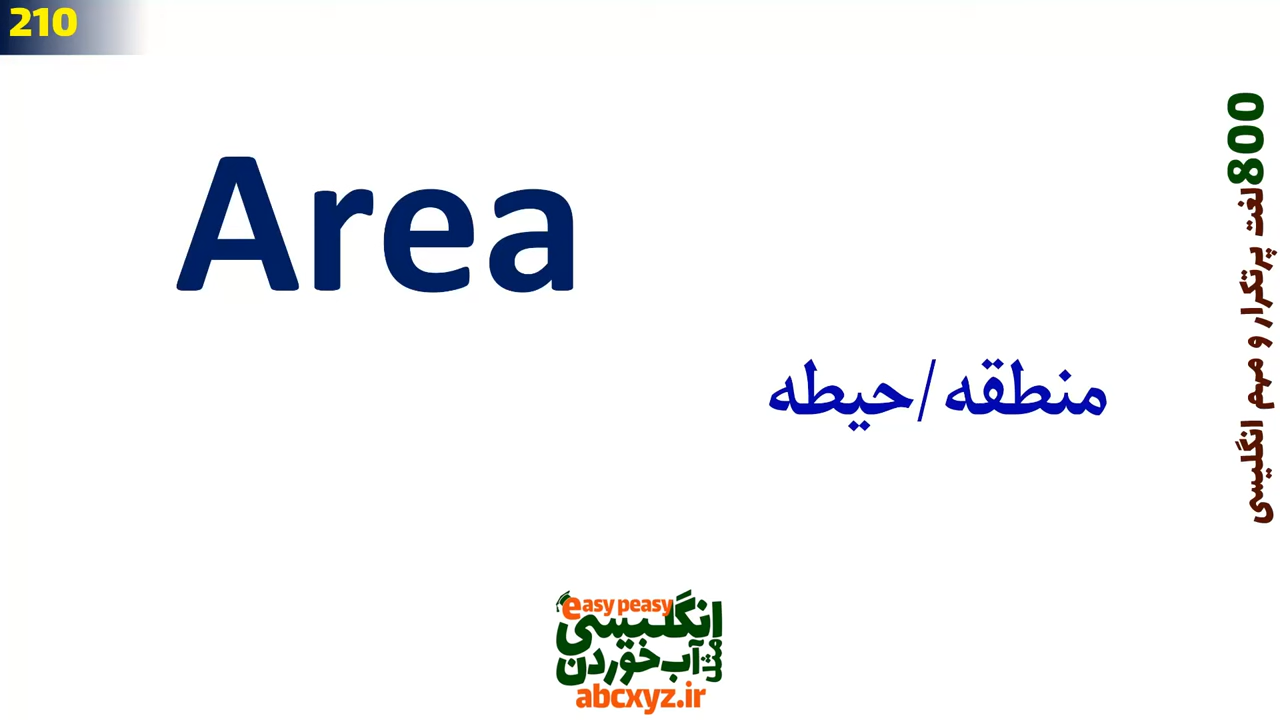 210
Area
منطقه/حیطه
800 لغت پرتکرار و مهم انگلیسی
easy peasy
انگلیسی
مثل
آب خوردن
abcxyz.ir